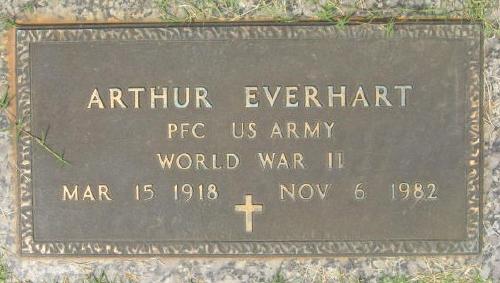 ARTHUR EVERHART
PFC US ARMY
WORLD WAR II
MAR 15 1918 NOV 6 1982